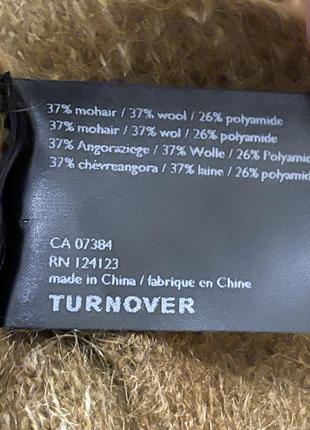 37% mohair / 37% wool / 26% polyamide
37% mohair / 37% wol / 26% polyamide
37% Angoraziege / 37% Wolle / 26% Polyamid
37% chèvreangora / 37% laine / 26% polyamid
CA 07384
RN 124123
made in China / fabrique en Chine
TURNOVER